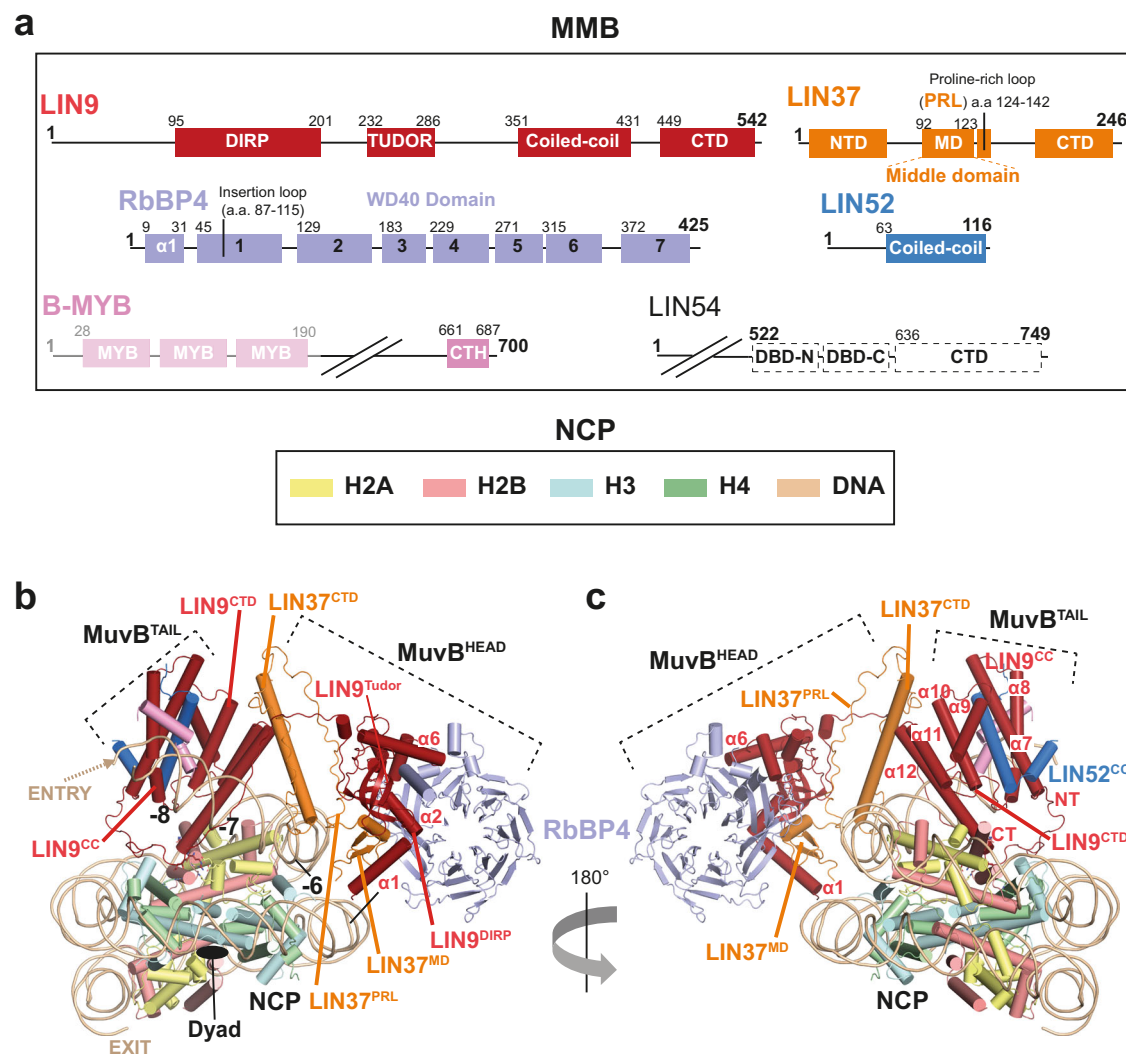 a
MMB
LIN9
1 95 201 232 286 351 431 449 542
DIRP TUDOR Coiled-coil CTD
Proline-rich loop
(PRL) a.a 124-142
LIN37
1 92 123 246
NTD MD CTD
Middle domain
RbBP4
Insertion loop
(a.a. 87-115)
WD40 Domain
1 9 31 45 129 183 229 271 315 372 425
α1 1 2 3 4 5 6 7
LIN52
1 63 116
Coiled-coil
B-MYB
1 28 190 661 687 700
MYB MYB MYB CTH
LIN54
1 522 636 749
DBD-N DBD-C CTD
NCP
H2A H2B H3 H4 DNA
b
LIN9CTD
LIN37CTD
MuvBTAIL
MuvBHEAD
LIN9Tudor
α6
ENTRY
-8
-7
α2
LIN9CC
-6
α1
LIN9DIRP
LIN37MD
LIN37PRL
NCP
Dyad
EXIT
RbBP4
180°
c
LIN37CTD
MuvBTAIL
MuvBHEAD
LIN9CC
LIN37PRL
α10 α8
α9
α6
α11
α7
α12
LIN52CC
NT
CT
LIN9CTD
α1
LIN37MD
NCP